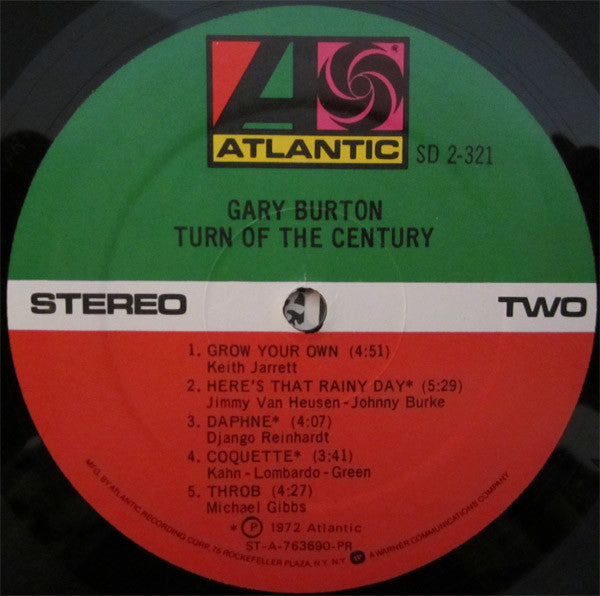 ATLANTIC
SD 2-321
GARY BURTON
TURN OF THE CENTURY
STEREO
TWO
1. GROW YOUR OWN (4:51)
Keith Jarrett
2. HERE'S THAT RAINY DAY* (5:29)
Jimmy Van Heusen - Johnny Burke
3. DAPHNE* (4:07)
Django Reinhardt
4. COQUETTE* (3:41)
Kahn - Lombardo - Green
5. THROB (4:27)
Michael Gibbs
* Ⓟ 1972 Atlantic
ST-A-763690-PR
MFG. BY ATLANTIC RECORDING CORP., 75 ROCKEFELLER PLAZA, N.Y. N.Y. A WARNER COMMUNICATIONS COMPANY